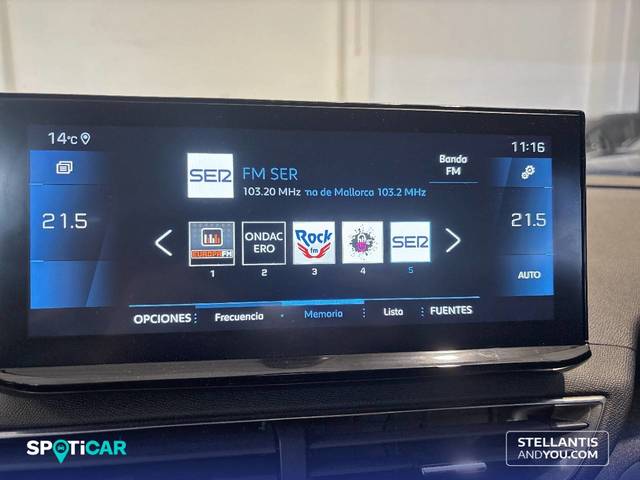 14°C
11:16
21.5
SER
FM SER
103.20 MHz na de Mallorca 103.2 MHz
Banda
FM
21.5
AUTO
EUROPA FM
1
ONDAC
ERO
2
Rock
fm
3
4
SER
5
OPCIONES
Frecuencia
Memoria
Lista
FUENTES
SPOTiCAR
STELLANTIS
ANDYOU.COM